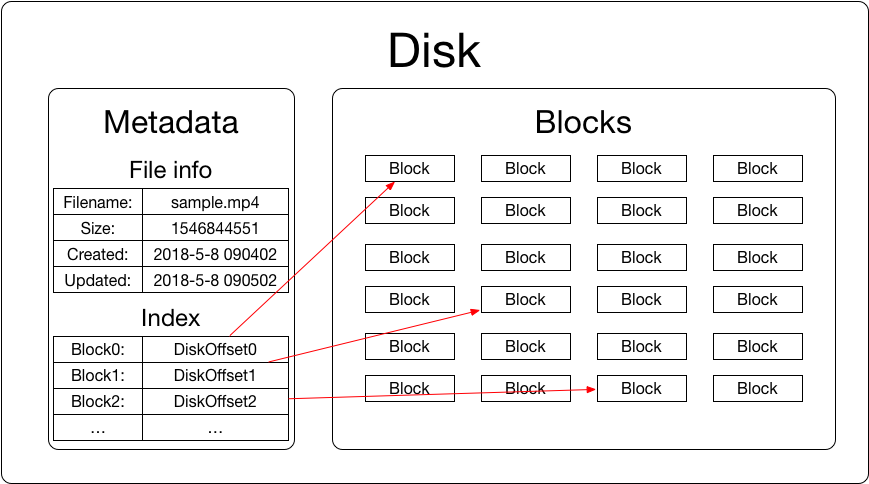 Disk
Metadata
File info
Filename: sample.mp4
Size: 1546844551
Created: 2018-5-8 090402
Updated: 2018-5-8 090502
Index
Block0: DiskOffset0
Block1: DiskOffset1
Block2: DiskOffset2
... ...
Blocks
Block Block Block Block
Block Block Block Block
Block Block Block Block
Block Block Block Block
Block Block Block Block
Block Block Block Block